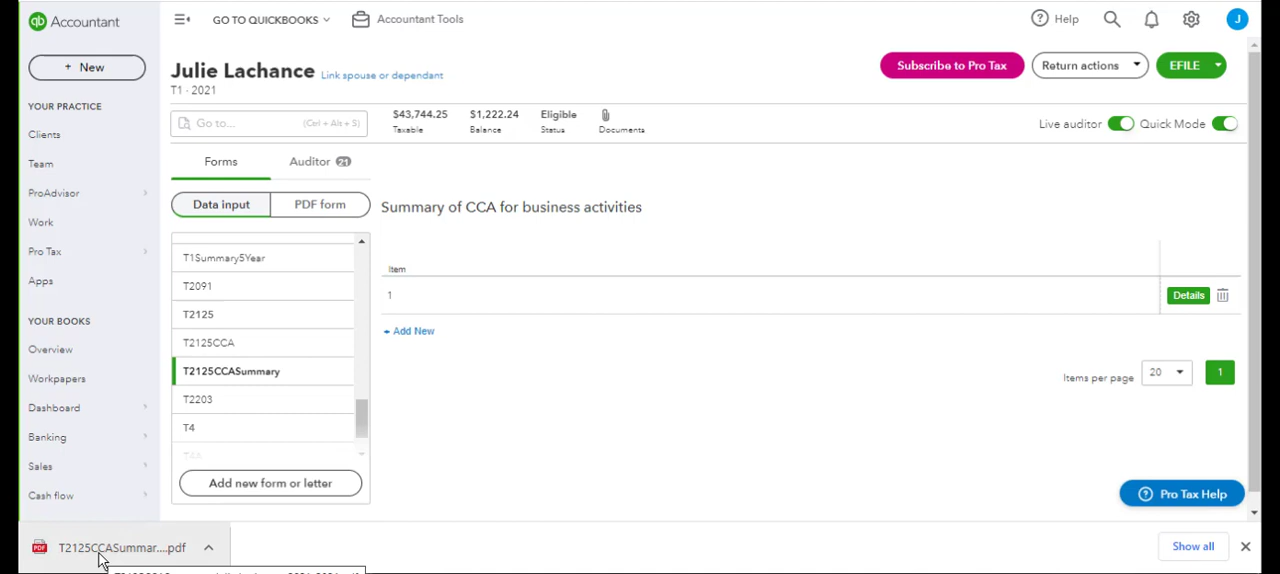 qb Accountant
GO TO QUICKBOOKS
Accountant Tools
Help
J
+ New
Julie Lachance Link spouse or dependant
T1 · 2021
Subscribe to Pro Tax
Return actions
EFILE
YOUR PRACTICE
Clients
Team
ProAdvisor
Work
Pro Tax
Apps
YOUR BOOKS
Overview
Workpapers
Dashboard
Banking
Sales
Cash flow
Go to... (Ctrl + Alt + S)
$43,744.25
Taxable
$1,222.24
Balance
Eligible
Status
Documents
Live auditor
Quick Mode
Forms
Auditor 21
Data input
PDF form
T1Summary5Year
T2091
T2125
T2125CCA
T2125CCASummary
T2203
T4
Add new form or letter
Summary of CCA for business activities
Item
1
Details
+ Add New
Items per page 20
1
Pro Tax Help
PDF T2125CCASummar....pdf
Show all